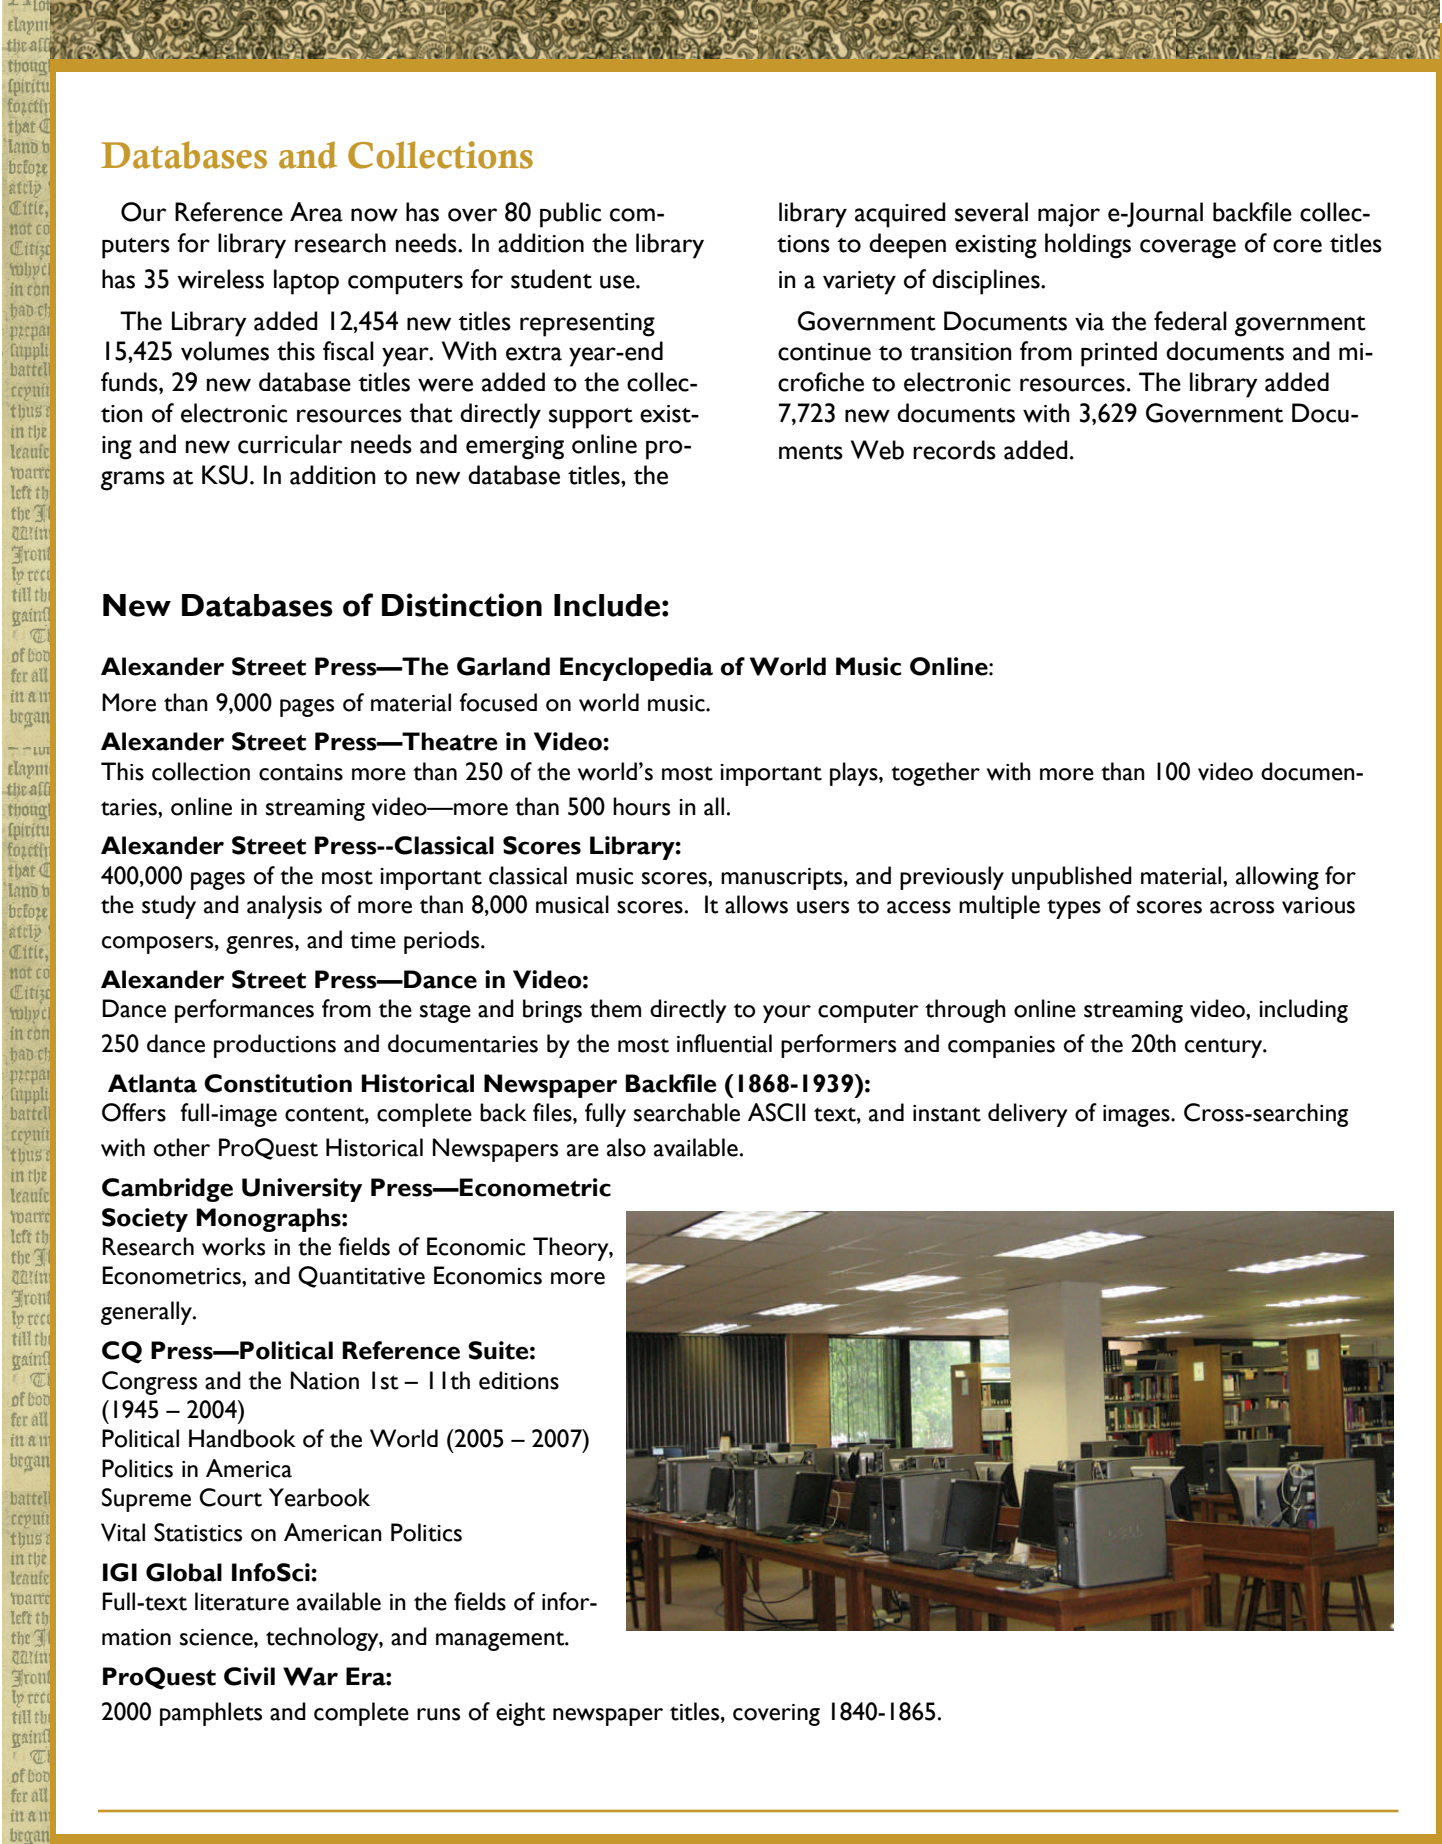 Databases and Collections
Our Reference Area now has over 80 public com-
puters for library research needs. In addition the library
has 35 wireless laptop computers for student use.
The Library added 12,454 new titles representing
15,425 volumes this fiscal year. With extra year-end
funds, 29 new database titles were added to the collec-
tion of electronic resources that directly support exist-
ing and new curricular needs and emerging online pro-
grams at KSU. In addition to new database titles, the
library acquired several major e-Journal backfile collec-
tions to deepen existing holdings coverage of core titles
in a variety of disciplines.
Government Documents via the federal government
continue to transition from printed documents and mi-
crofiche to electronic resources. The library added
7,723 new documents with 3,629 Government Docu-
ments Web records added.
New Databases of Distinction Include:
Alexander Street Press—The Garland Encyclopedia of World Music Online:
More than 9,000 pages of material focused on world music.
Alexander Street Press—Theatre in Video:
This collection contains more than 250 of the world’s most important plays, together with more than 100 video documen-
taries, online in streaming video—more than 500 hours in all.
Alexander Street Press--Classical Scores Library:
400,000 pages of the most important classical music scores, manuscripts, and previously unpublished material, allowing for
the study and analysis of more than 8,000 musical scores.  It allows users to access multiple types of scores across various
composers, genres, and time periods.
Alexander Street Press—Dance in Video:
Dance performances from the stage and brings them directly to your computer through online streaming video, including
250 dance productions and documentaries by the most influential performers and companies of the 20th century.
Atlanta Constitution Historical Newspaper Backfile (1868-1939):
Offers  full-image content, complete back files, fully searchable ASCII text, and instant delivery of images. Cross-searching
with other ProQuest Historical Newspapers are also available.
Cambridge University Press—Econometric
Society Monographs:
Research works in the fields of Economic Theory,
Econometrics, and Quantitative Economics more
generally.
CQ Press—Political Reference Suite:
Congress and the Nation 1st – 11th editions
(1945 – 2004)
Political Handbook of the World (2005 – 2007)
Politics in America
Supreme Court Yearbook
Vital Statistics on American Politics
IGI Global InfoSci:
Full-text literature available in the fields of infor-
mation science, technology, and management.
ProQuest Civil War Era:
2000 pamphlets and complete runs of eight newspaper titles, covering 1840-1865.